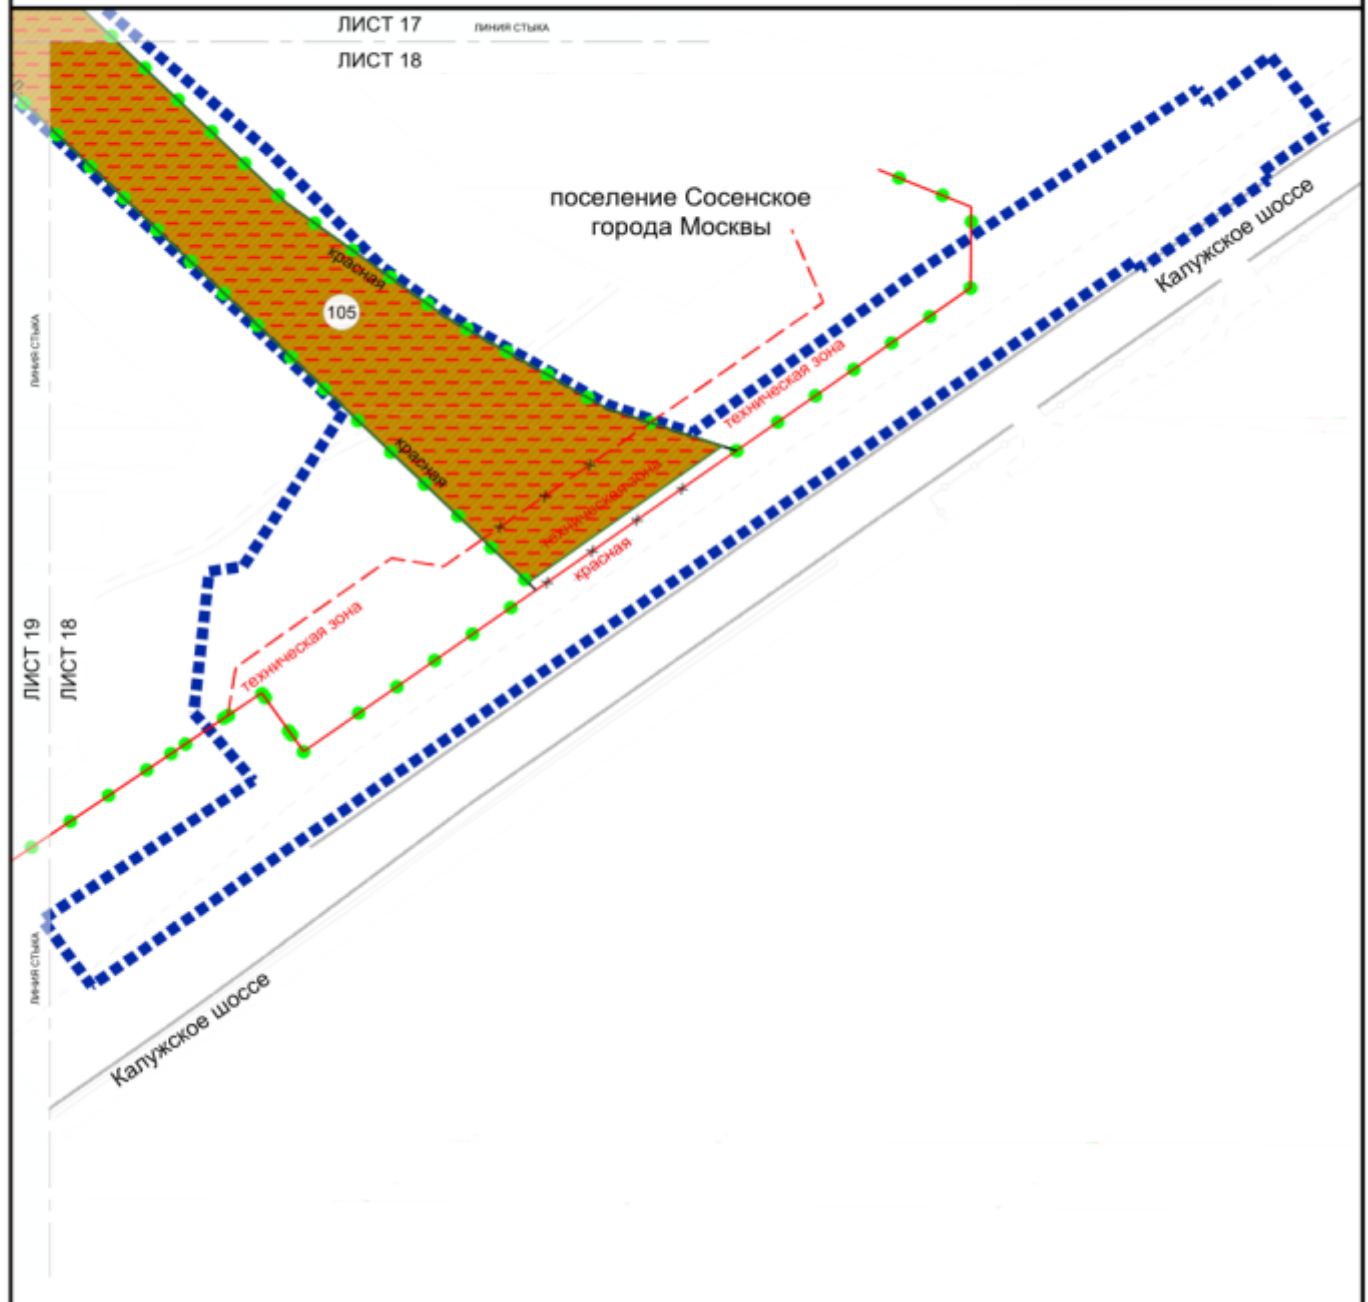 ЛИСТ 17
ЛИНИЯ СТЫКА
ЛИСТ 18
поселение Сосенское
города Москвы
Калужское шоссе
красная
105
ЛИНИЯ СТЫКА
техническая зона
красная
техническая зона
красная
техническая зона
ЛИСТ 19
ЛИСТ 18
ЛИНИЯ СТЫКА
Калужское шоссе